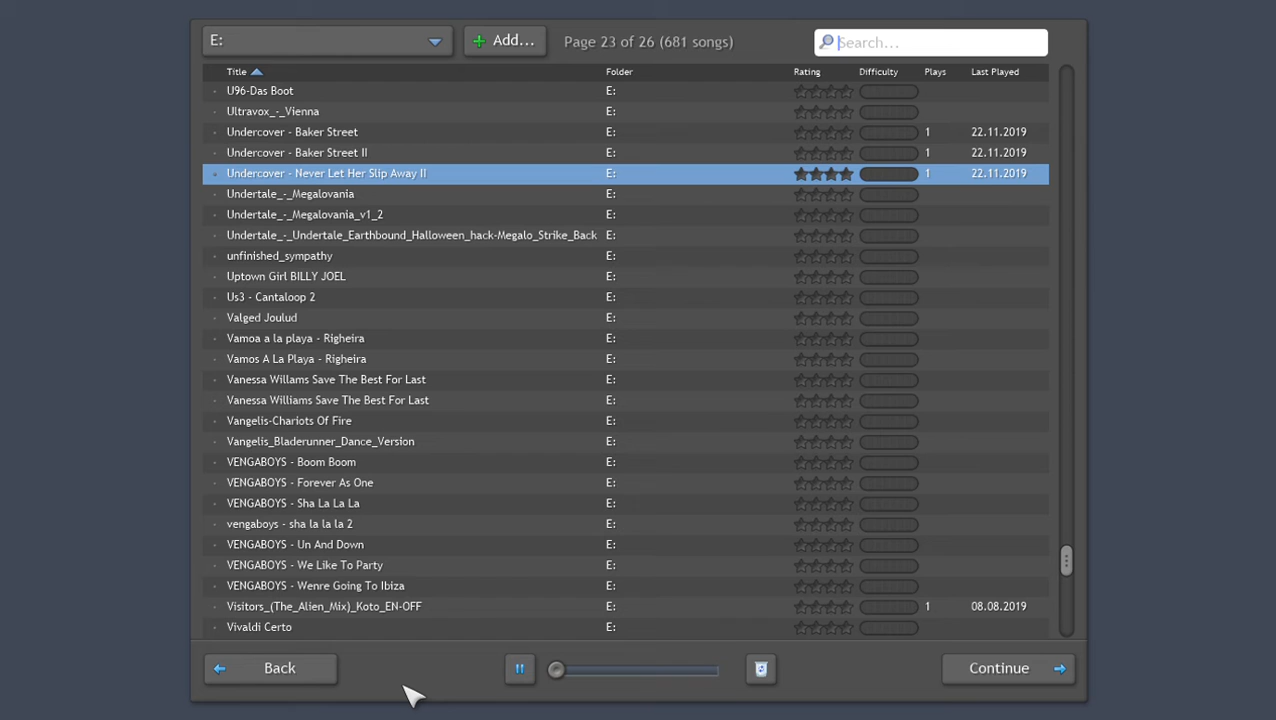 E: Add... Page 23 of 26 (681 songs) Search...
Title Folder Rating Difficulty Plays Last Played
U96-Das Boot E:
Ultravox_-_Vienna E:
Undercover - Baker Street E: 1 22.11.2019
Undercover - Baker Street II E: 1 22.11.2019
Undercover - Never Let Her Slip Away II E: 1 22.11.2019
Undertale_-_Megalovania E:
Undertale_-_Megalovania_v1_2 E:
Undertale_-_Undertale_Earthbound_Halloween_hack-Megalo_Strike_Back E:
unfinished_sympathy E:
Uptown Girl BILLY JOEL E:
Us3 - Cantaloop 2 E:
Valged Joulud E:
Vamoa a la playa - Righeira E:
Vamos A La Playa - Righeira E:
Vanessa Willams Save The Best For Last E:
Vanessa Williams Save The Best For Last E:
Vangelis-Chariots Of Fire E:
Vangelis_Bladerunner_Dance_Version E:
VENGABOYS - Boom Boom E:
VENGABOYS - Forever As One E:
VENGABOYS - Sha La La La E:
vengaboys - sha la la la 2 E:
VENGABOYS - Un And Down E:
VENGABOYS - We Like To Party E:
VENGABOYS - Wenre Going To Ibiza E:
Visitors_(The_Alien_Mix)_Koto_EN-OFF E: 1 08.08.2019
Vivaldi Certo E:
Back Continue